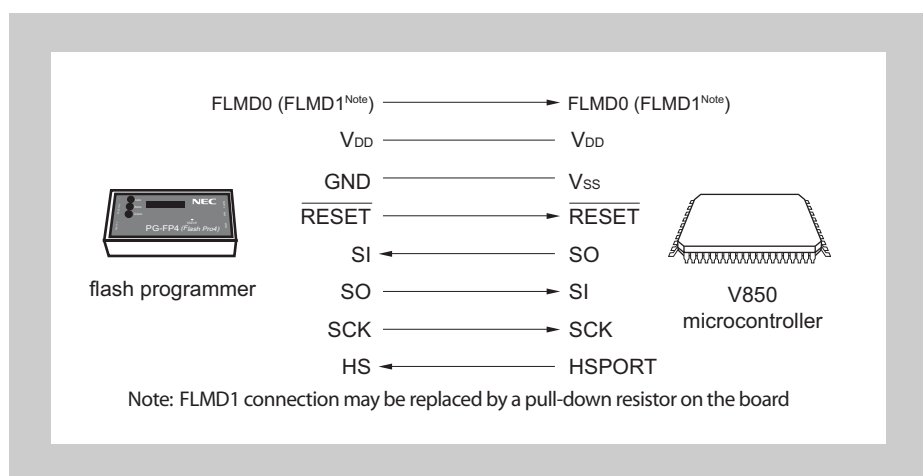 FLMD0 (FLMD1Note) FLMD0 (FLMD1Note)
VDD VDD
GND VSS
RESET RESET
SI SO
SO SI
SCK SCK
HS HSPORT
NEC
PG-FP4 (Flash Pro4)
flash programmer
V850
microcontroller
Note: FLMD1 connection may be replaced by a pull-down resistor on the board